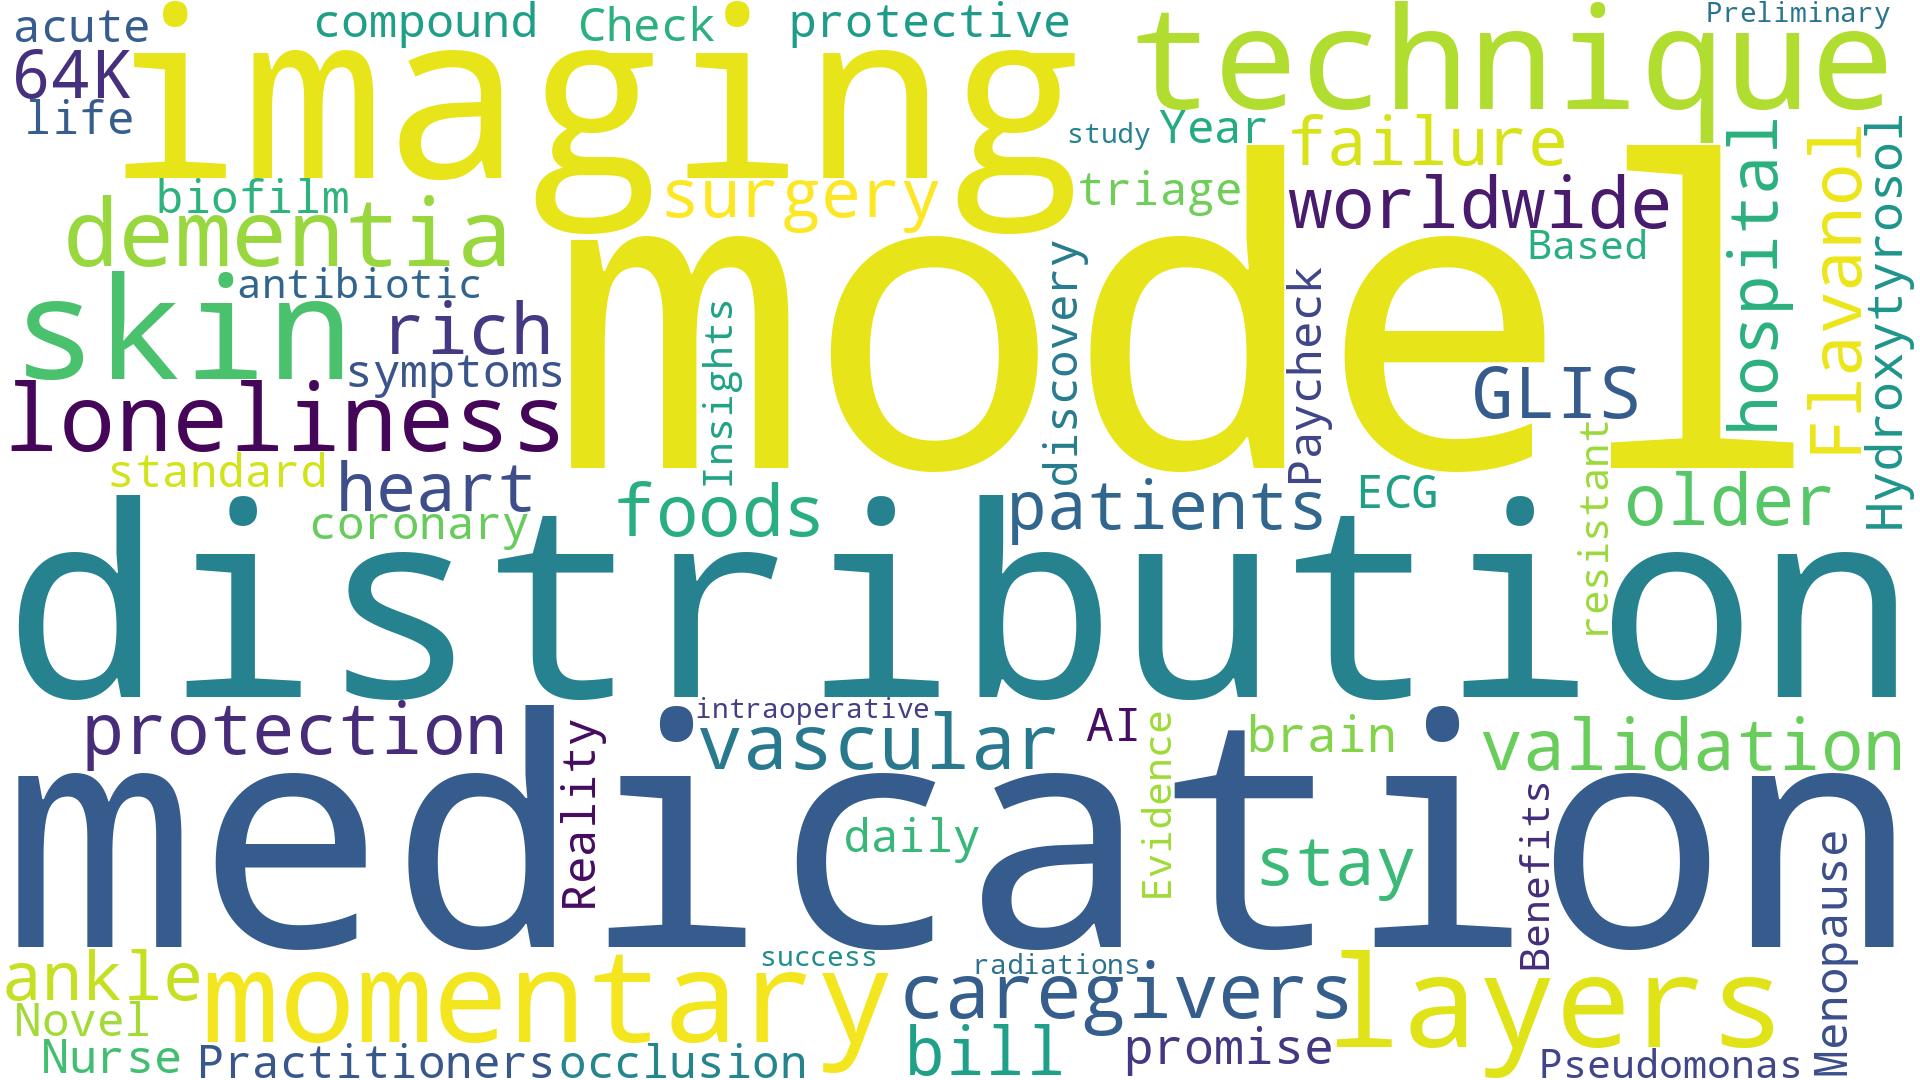 acute
compound
Check
protective
technique
Preliminary
64K
imaging
life
study
Year
failure
hospital
Flavanol
Hydroxytyrosol
biofilm
surgery
triage
worldwide
dementia
model
Based
antibiotic
skin
rich
Insights
discovery
Paycheck
symptoms
GLIS
loneliness
standard
heart
foods
patients
ECG
resistant
older
coronary
distribution
protection
intraoperative
vascular
AI
Evidence
brain
validation
Reality
medication
daily
stay
Benefits
Menopause
ankle
momentary
success
radiations
caregivers
layers
Novel
Nurse
Practitioners
occlusion
bill
promise
Pseudomonas